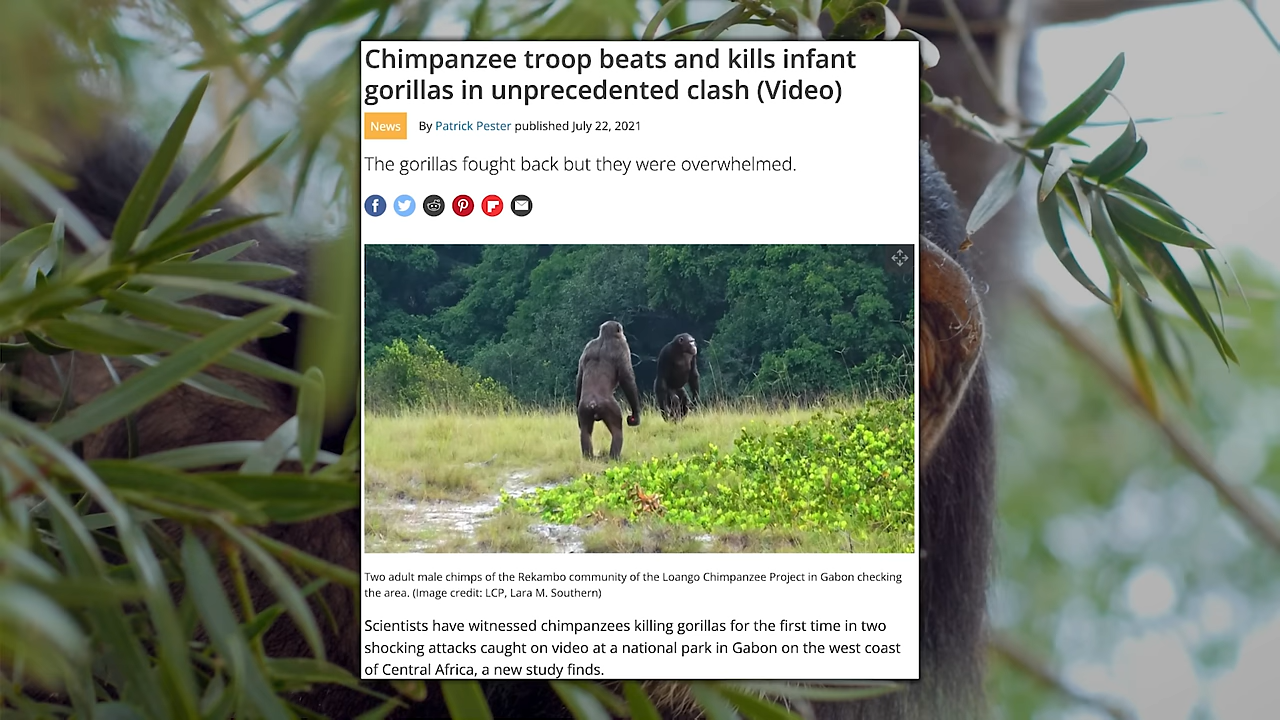 Chimpanzee troop beats and kills infant
gorillas in unprecedented clash (Video)
News By Patrick Pester published July 22, 2021
The gorillas fought back but they were overwhelmed.
Two adult male chimps of the Rekambo community of the Loango Chimpanzee Project in Gabon checking
the area. (Image credit: LCP, Lara M. Southern)
Scientists have witnessed chimpanzees killing gorillas for the first time in two
shocking attacks caught on video at a national park in Gabon on the west coast
of Central Africa, a new study finds.